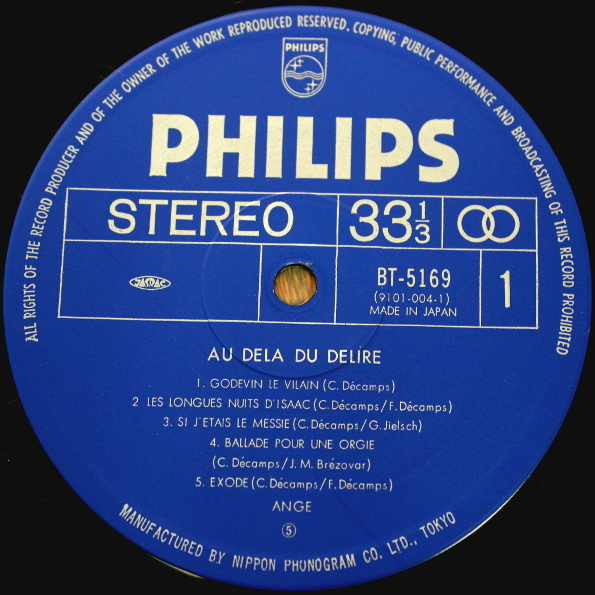 ALL RIGHTS OF THE RECORD PRODUCER AND OF THE OWNER OF THE WORK REPRODUCED RESERVED. COPYING, PUBLIC PERFORMANCE AND BROADCASTING OF THIS RECORD PROHIBITED
PHILIPS
PHILIPS
STEREO
33 1/3
JASRAC
BT-5169
(9101-004-1)
MADE IN JAPAN
1
AU DELA DU DELIRE
1. GODEVIN LE VILAIN (C. Décamps)
2 LES LONGUES NUITS D'ISAAC (C. Décamps/F. Décamps)
3. SI J'ETAIS LE MESSIE (C. Décamps/G. Jielsch)
4. BALLADE POUR UNE ORGIE
(C. Décamps/J. M. Brézovar)
5. EXODE (C. Décamps/F. Décamps)
ANGE
5
MANUFACTURED BY NIPPON PHONOGRAM CO. LTD., TOKYO